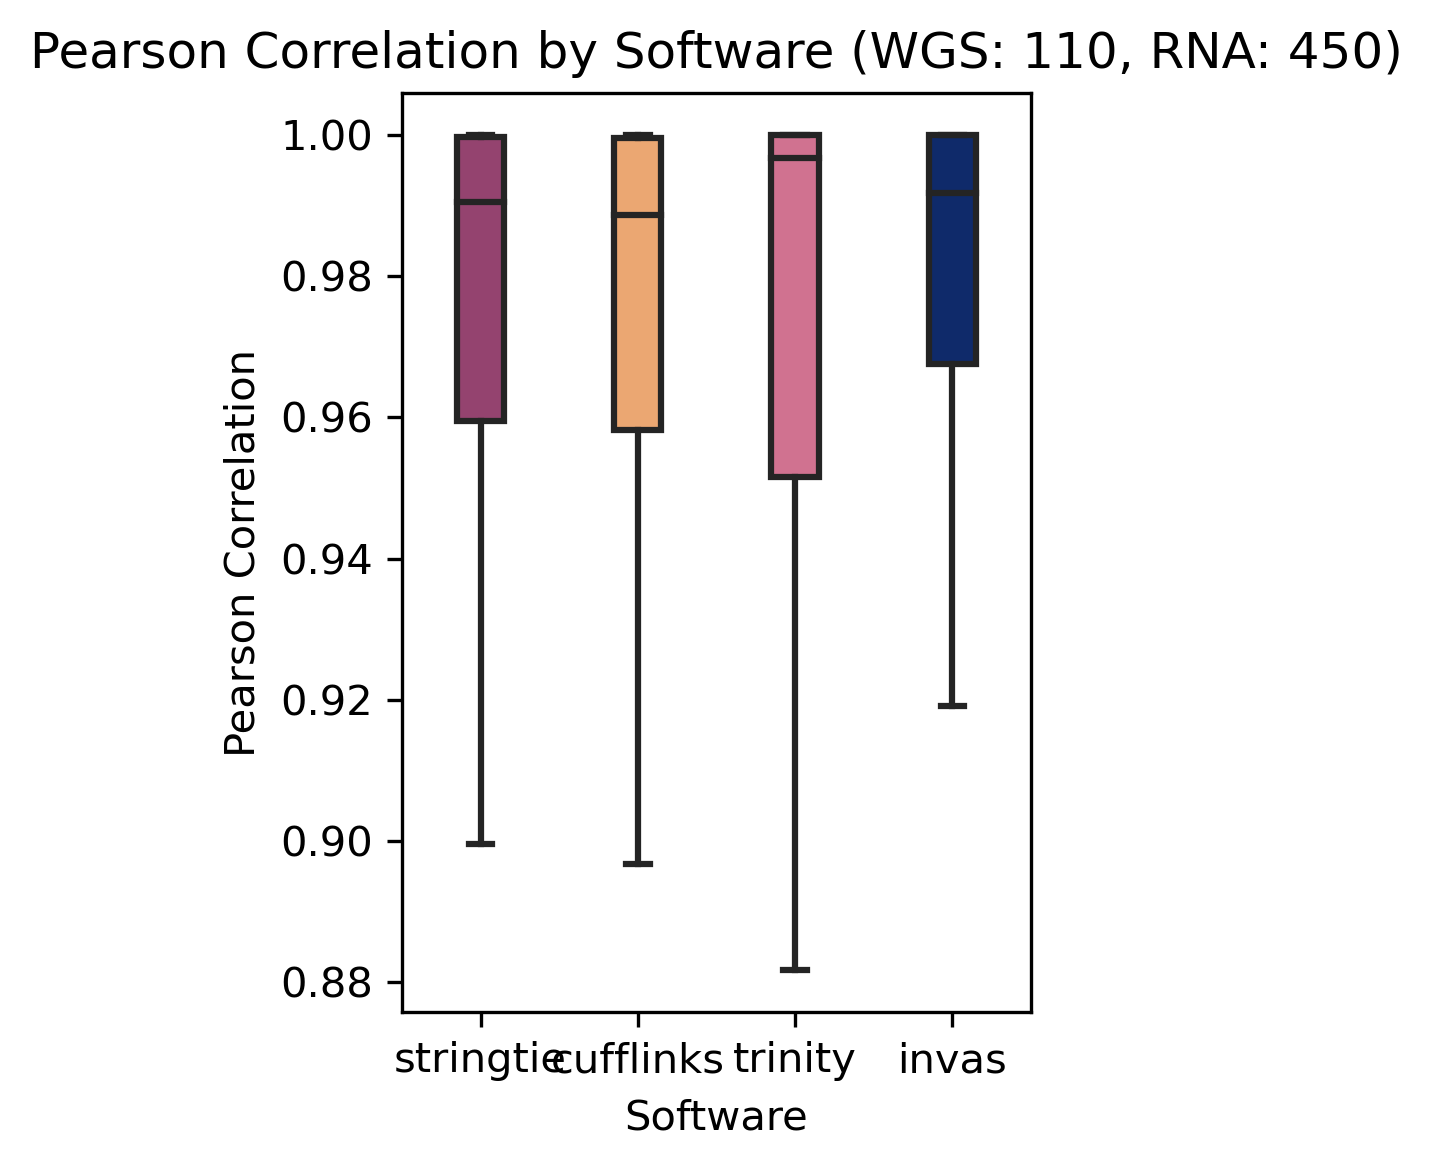 Pearson Correlation by Software (WGS: 110, RNA: 450)
1.00
0.98
0.96
0.94
0.92
0.90
0.88
Pearson Correlation
stringtie cufflinks trinity invas
Software